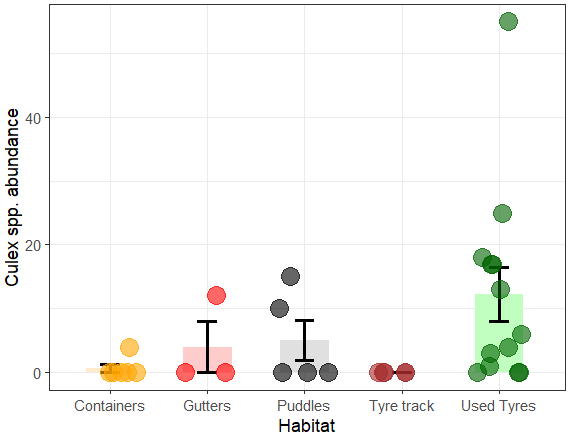 Culex spp. abundance
40
20
0
Containers Gutters Puddles Tyre track Used Tyres
Habitat